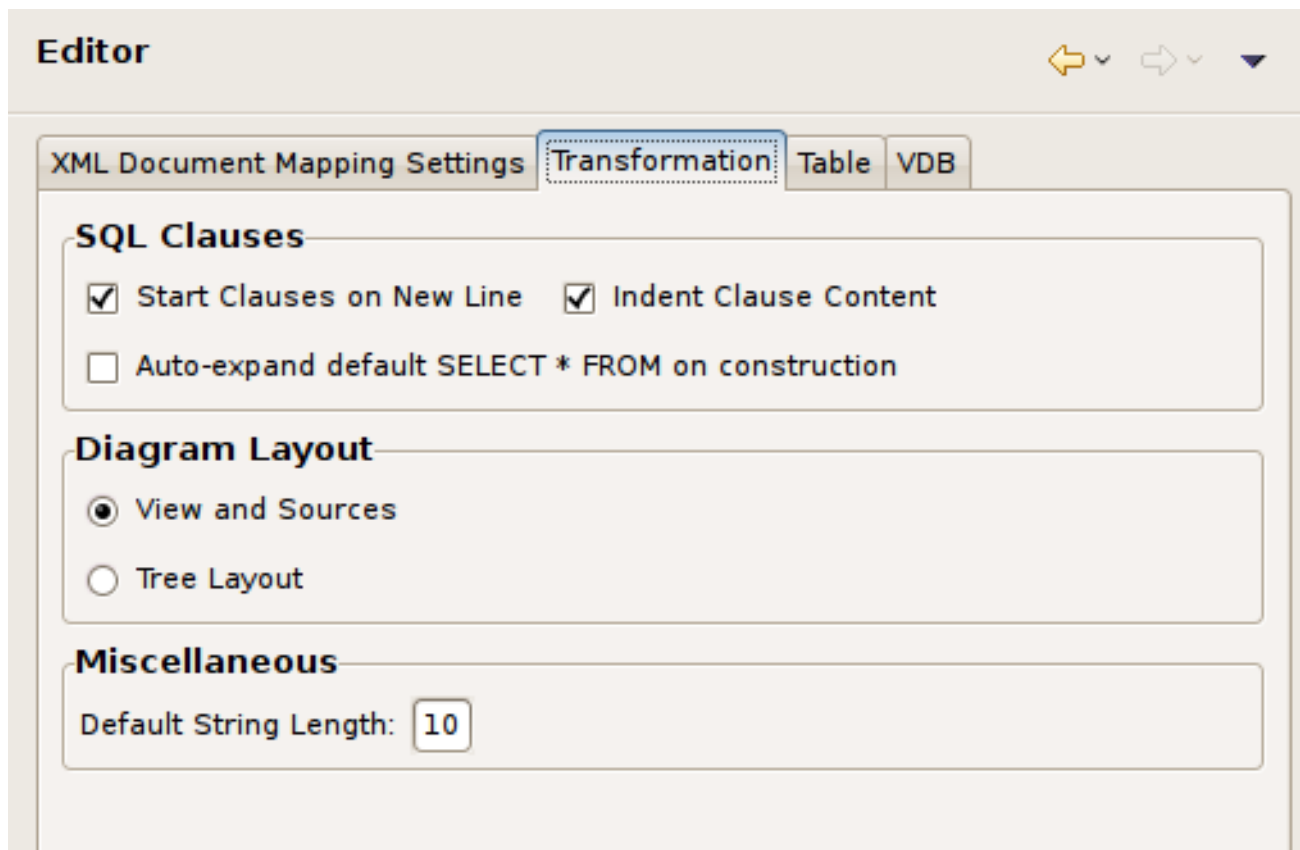 Editor
XML Document Mapping Settings Transformation Table VDB
SQL Clauses
Start Clauses on New Line Indent Clause Content
Auto-expand default SELECT * FROM on construction
Diagram Layout
View and Sources
Tree Layout
Miscellaneous
Default String Length: 10